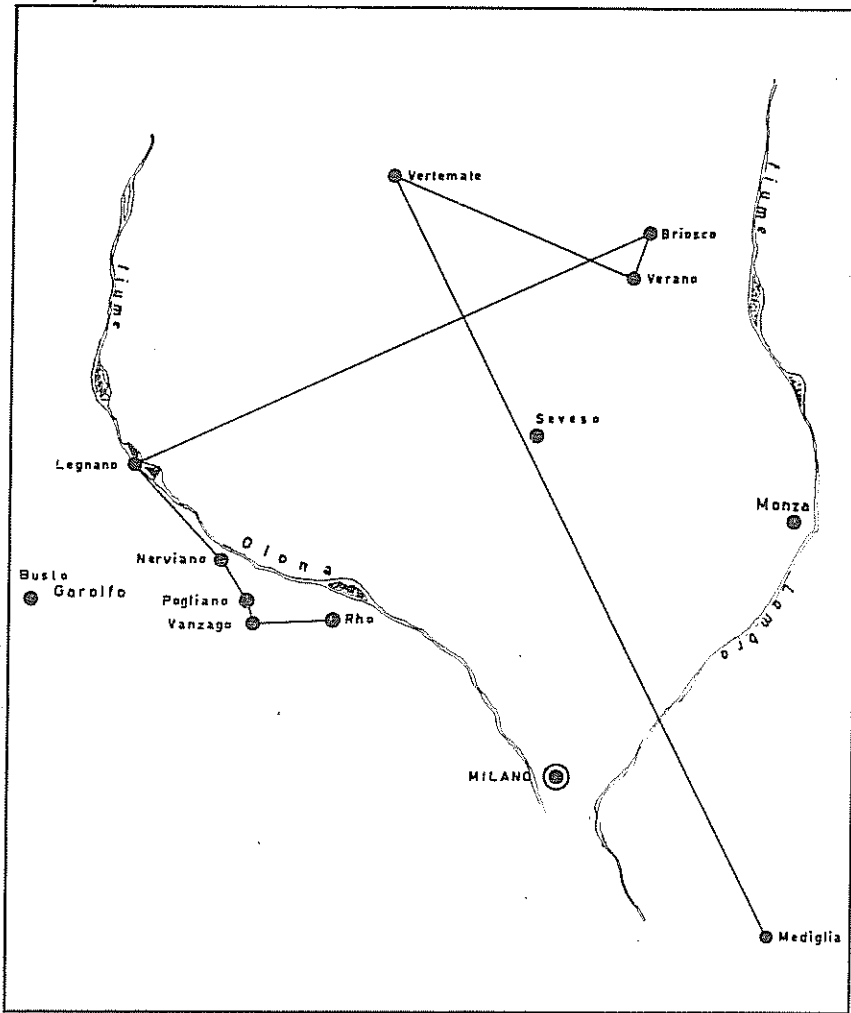 Vertemate
Briosco
Verano
fiume
fiume
Seveso
Legnano
Monza
Olona
Nerviano
Busto
Garolfo
Pogliano
Vanzago
Rho
Lambro
MILANO
Mediglia